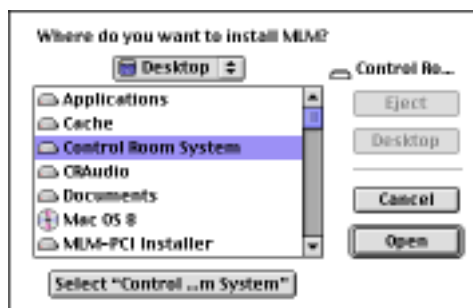 Where do you want to install MLM?
Desktop
Control Ro...
Applications
Cache
Control Room System
CRAudio
Documents
Mac OS 8
MLM-PCI Installer
Eject
Desktop
Cancel
Open
Select “Control ...m System”